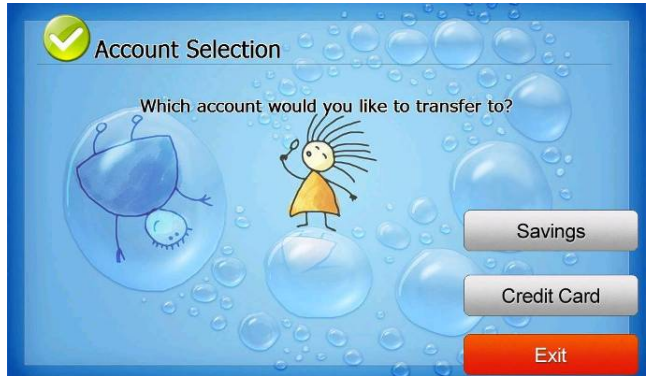 Account Selection
Which account would you like to transfer to?
Savings
Credit Card
Exit